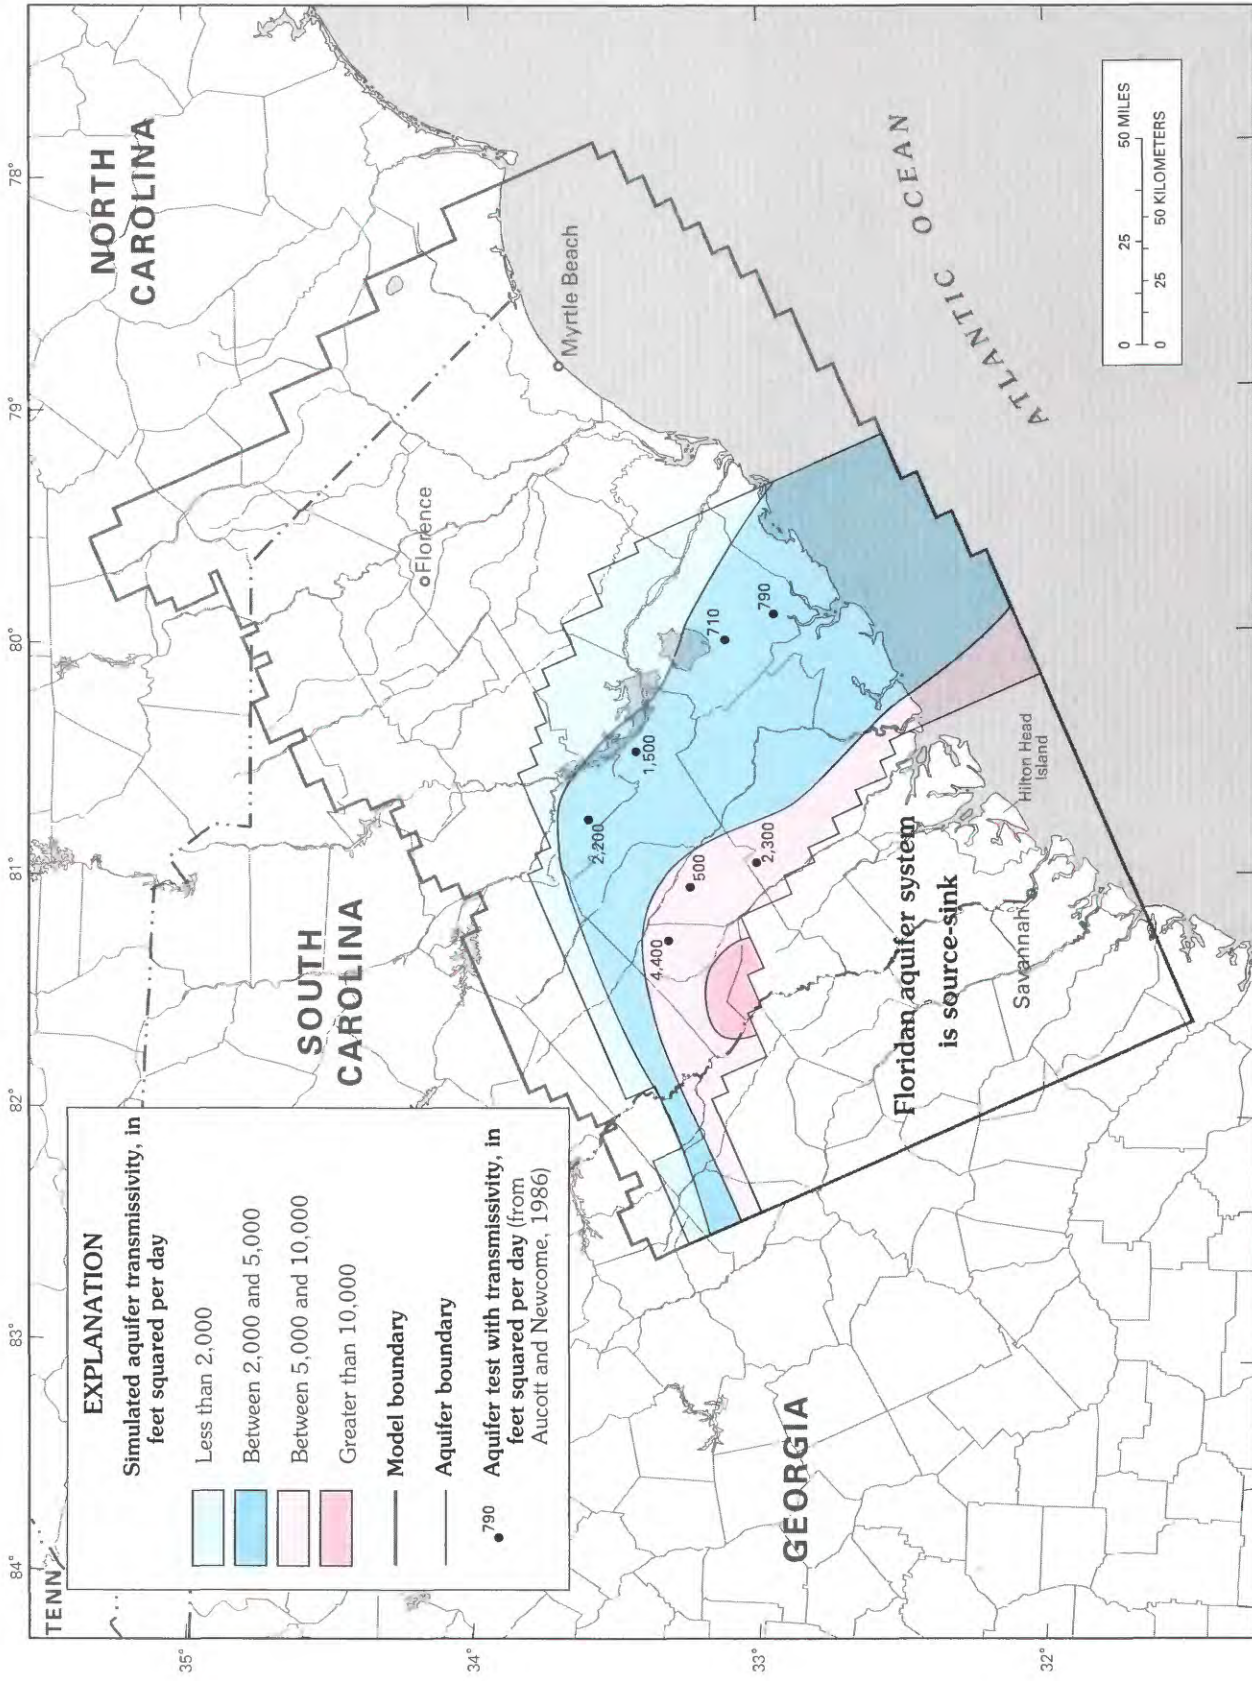 EXPLANATION
Simulated aquifer transmissivity, in
feet squared per day
Less than 2,000
Between 2,000 and 5,000
Between 5,000 and 10,000
Greater than 10,000
Model boundary
Aquifer boundary
790 Aquifer test with transmissivity, in
feet squared per day (from
Aucott and Newcome, 1986)
84°
83°
82°
81°
80°
79°
78°
35°
34°
33°
32°
TENN
NORTH
CAROLINA
SOUTH
CAROLINA
GEORGIA
Florence
Myrtle Beach
2,200
1,500
710
790
4,400
500
2,300
Floridan aquifer system
is source-sink
Savannah
Hilton Head
Island
ATLANTIC OCEAN
0 25 50 MILES
0 25 50 KILOMETERS